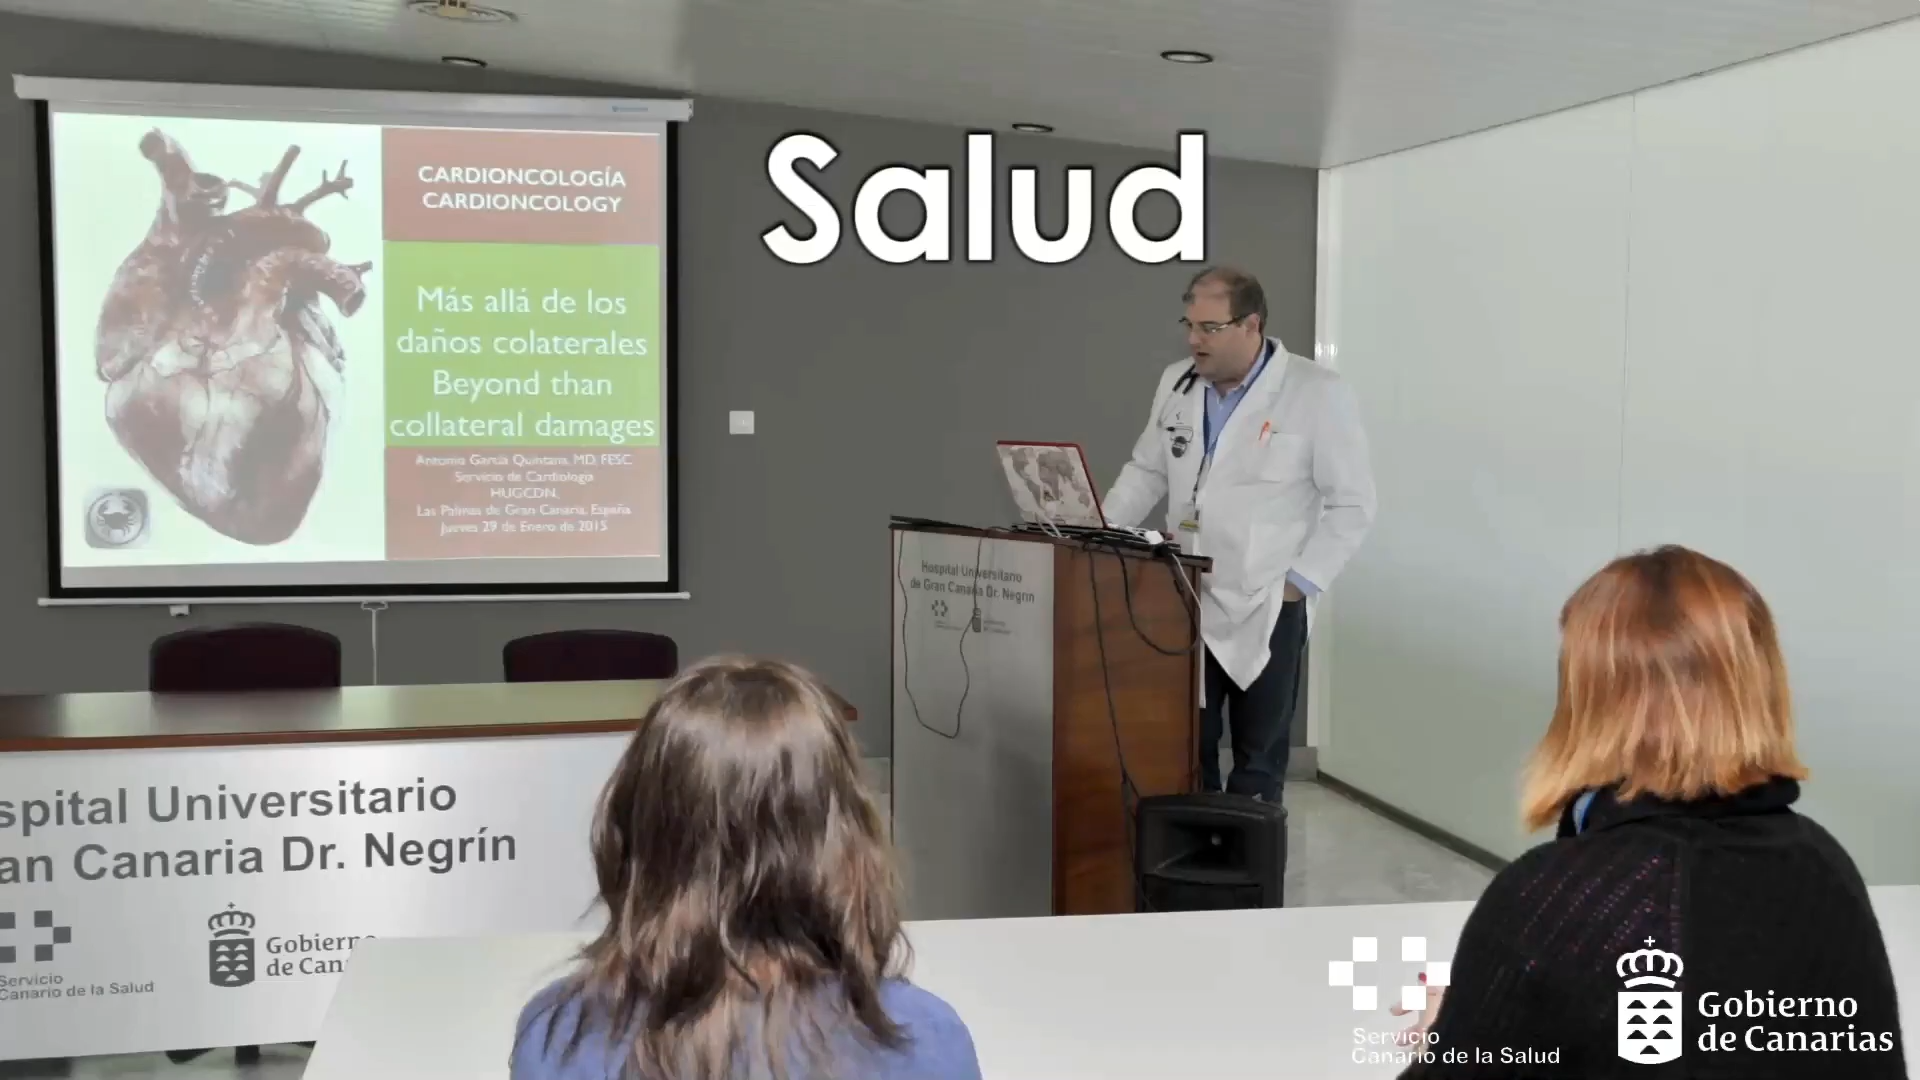 Salud
CARDIONCOLOGÍA
CARDIONCOLOGY
Más allá de los
daños colaterales
Beyond than
collateral damages
Antonio García Quintana, MD, FESC
Servicio de Cardiología
HUGCDN,
Las Palmas de Gran Canaria, España
Jueves 29 de Enero de 2015
Hospital Universitario
de Gran Canaria Dr. Negrín
spital Universitario
an Canaria Dr. Negrín
Servicio
Canario de la Salud
Gobierno
de Can
Servicio
Canario de la Salud
Gobierno
de Canarias